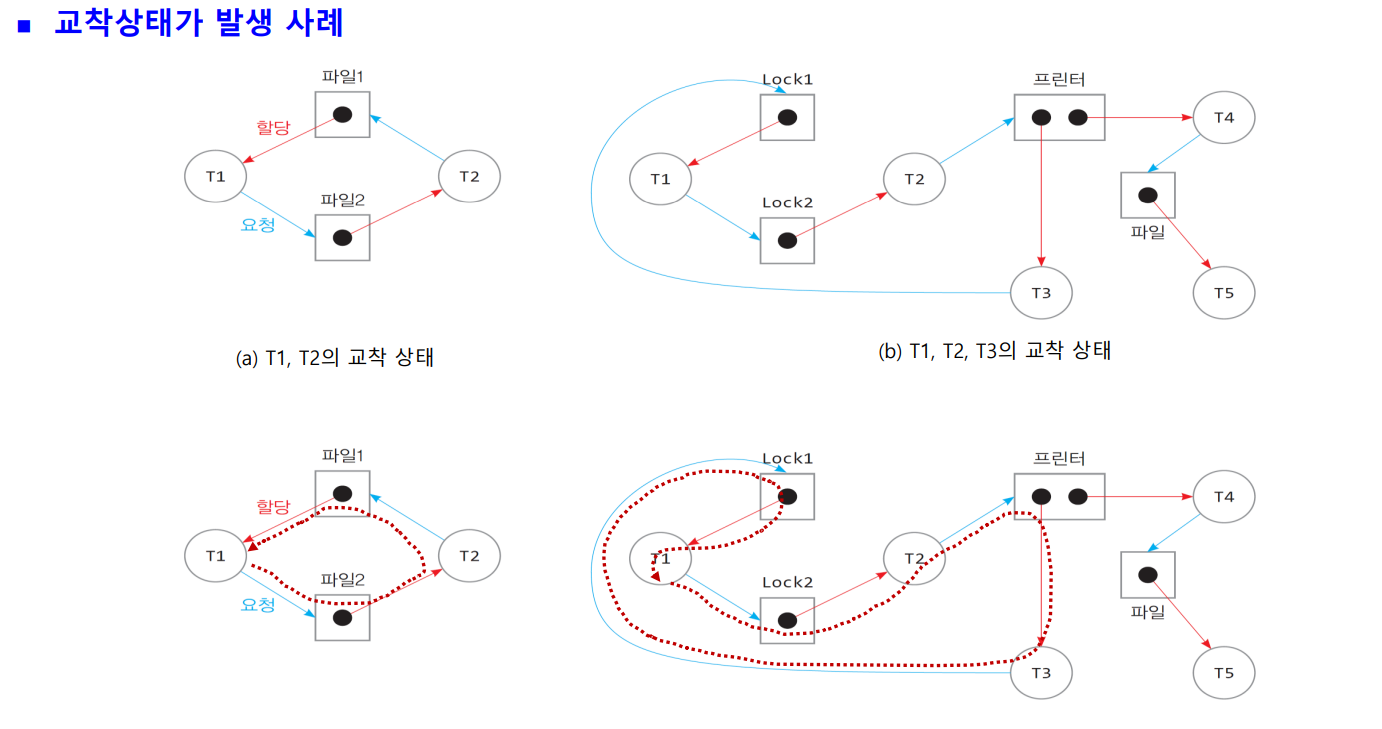 ■ 교착상태가 발생 사례
파일1
할당
T1
T2
파일2
요청
(a) T1, T2의 교착 상태
Lock1
프린터
T4
T1
T2
Lock2
파일
T3
T5
(b) T1, T2, T3의 교착 상태
파일1
할당
T1
T2
파일2
요청
Lock1
프린터
T4
T1
T2
Lock2
파일
T3
T5